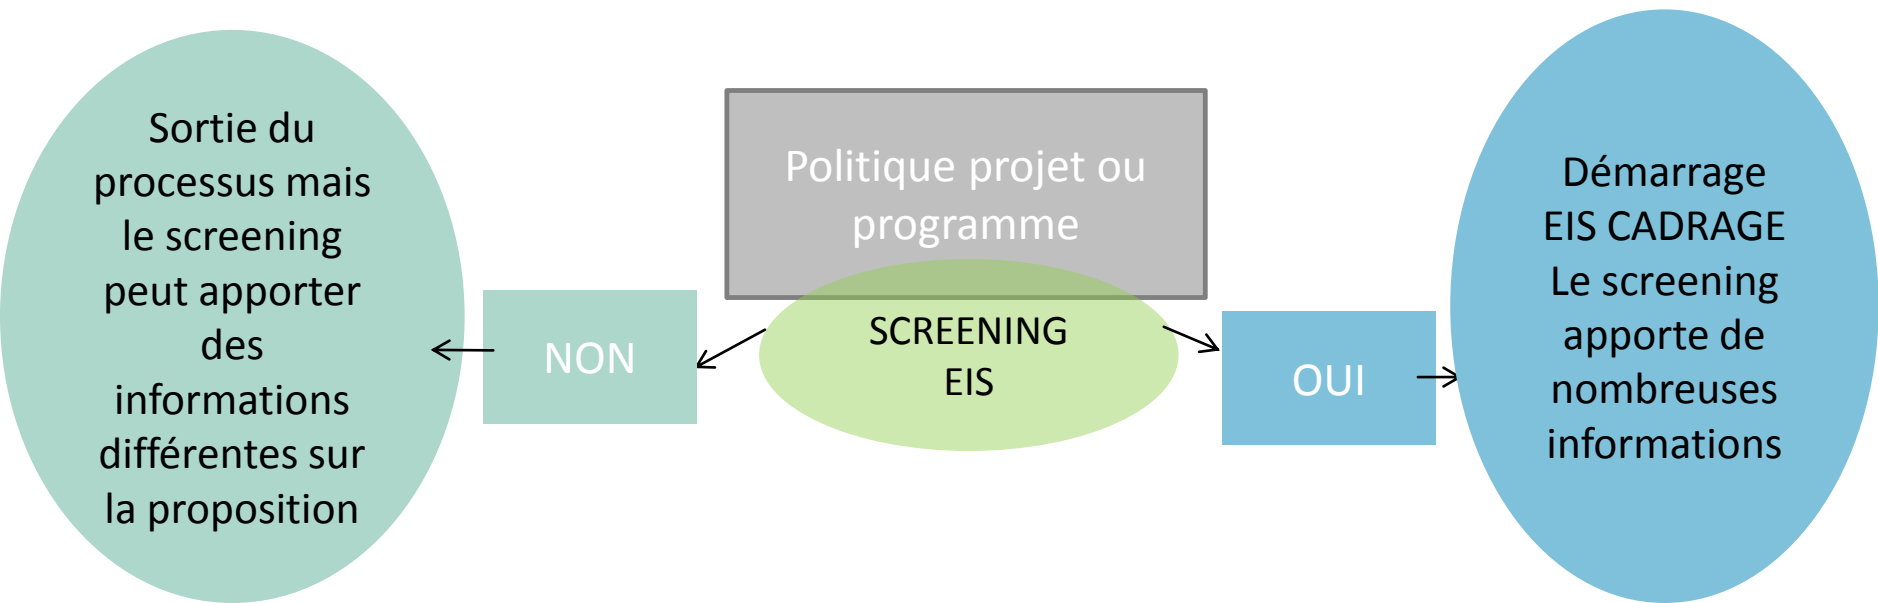 Sortie du
processus mais
le screening
peut apporter
des
informations
différentes sur
la proposition
NON
Politique projet ou
programme
SCREENING
EIS
OUI
Démarrage
EIS CADRAGE
Le screening
apporte de
nombreuses
informations